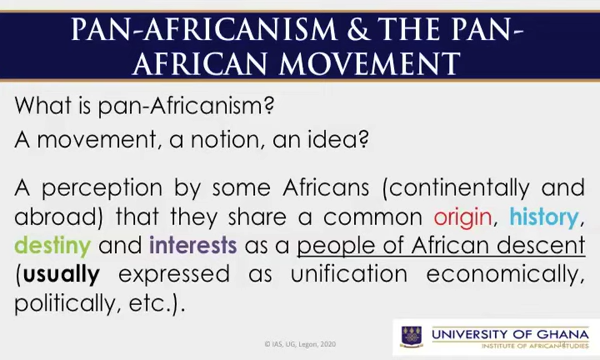 PAN-AFRICANISM & THE PAN-
AFRICAN MOVEMENT
What is pan-Africanism?
A movement, a notion, an idea?
A perception by some Africans (continentally and
abroad) that they share a common origin, history,
destiny and interests as a people of African descent
(usually expressed as unification economically,
politically, etc.).
© IAS, UG, Legon, 2020
UNIVERSITY OF GHANA
INSTITUTE OF AFRICAN STUDIES